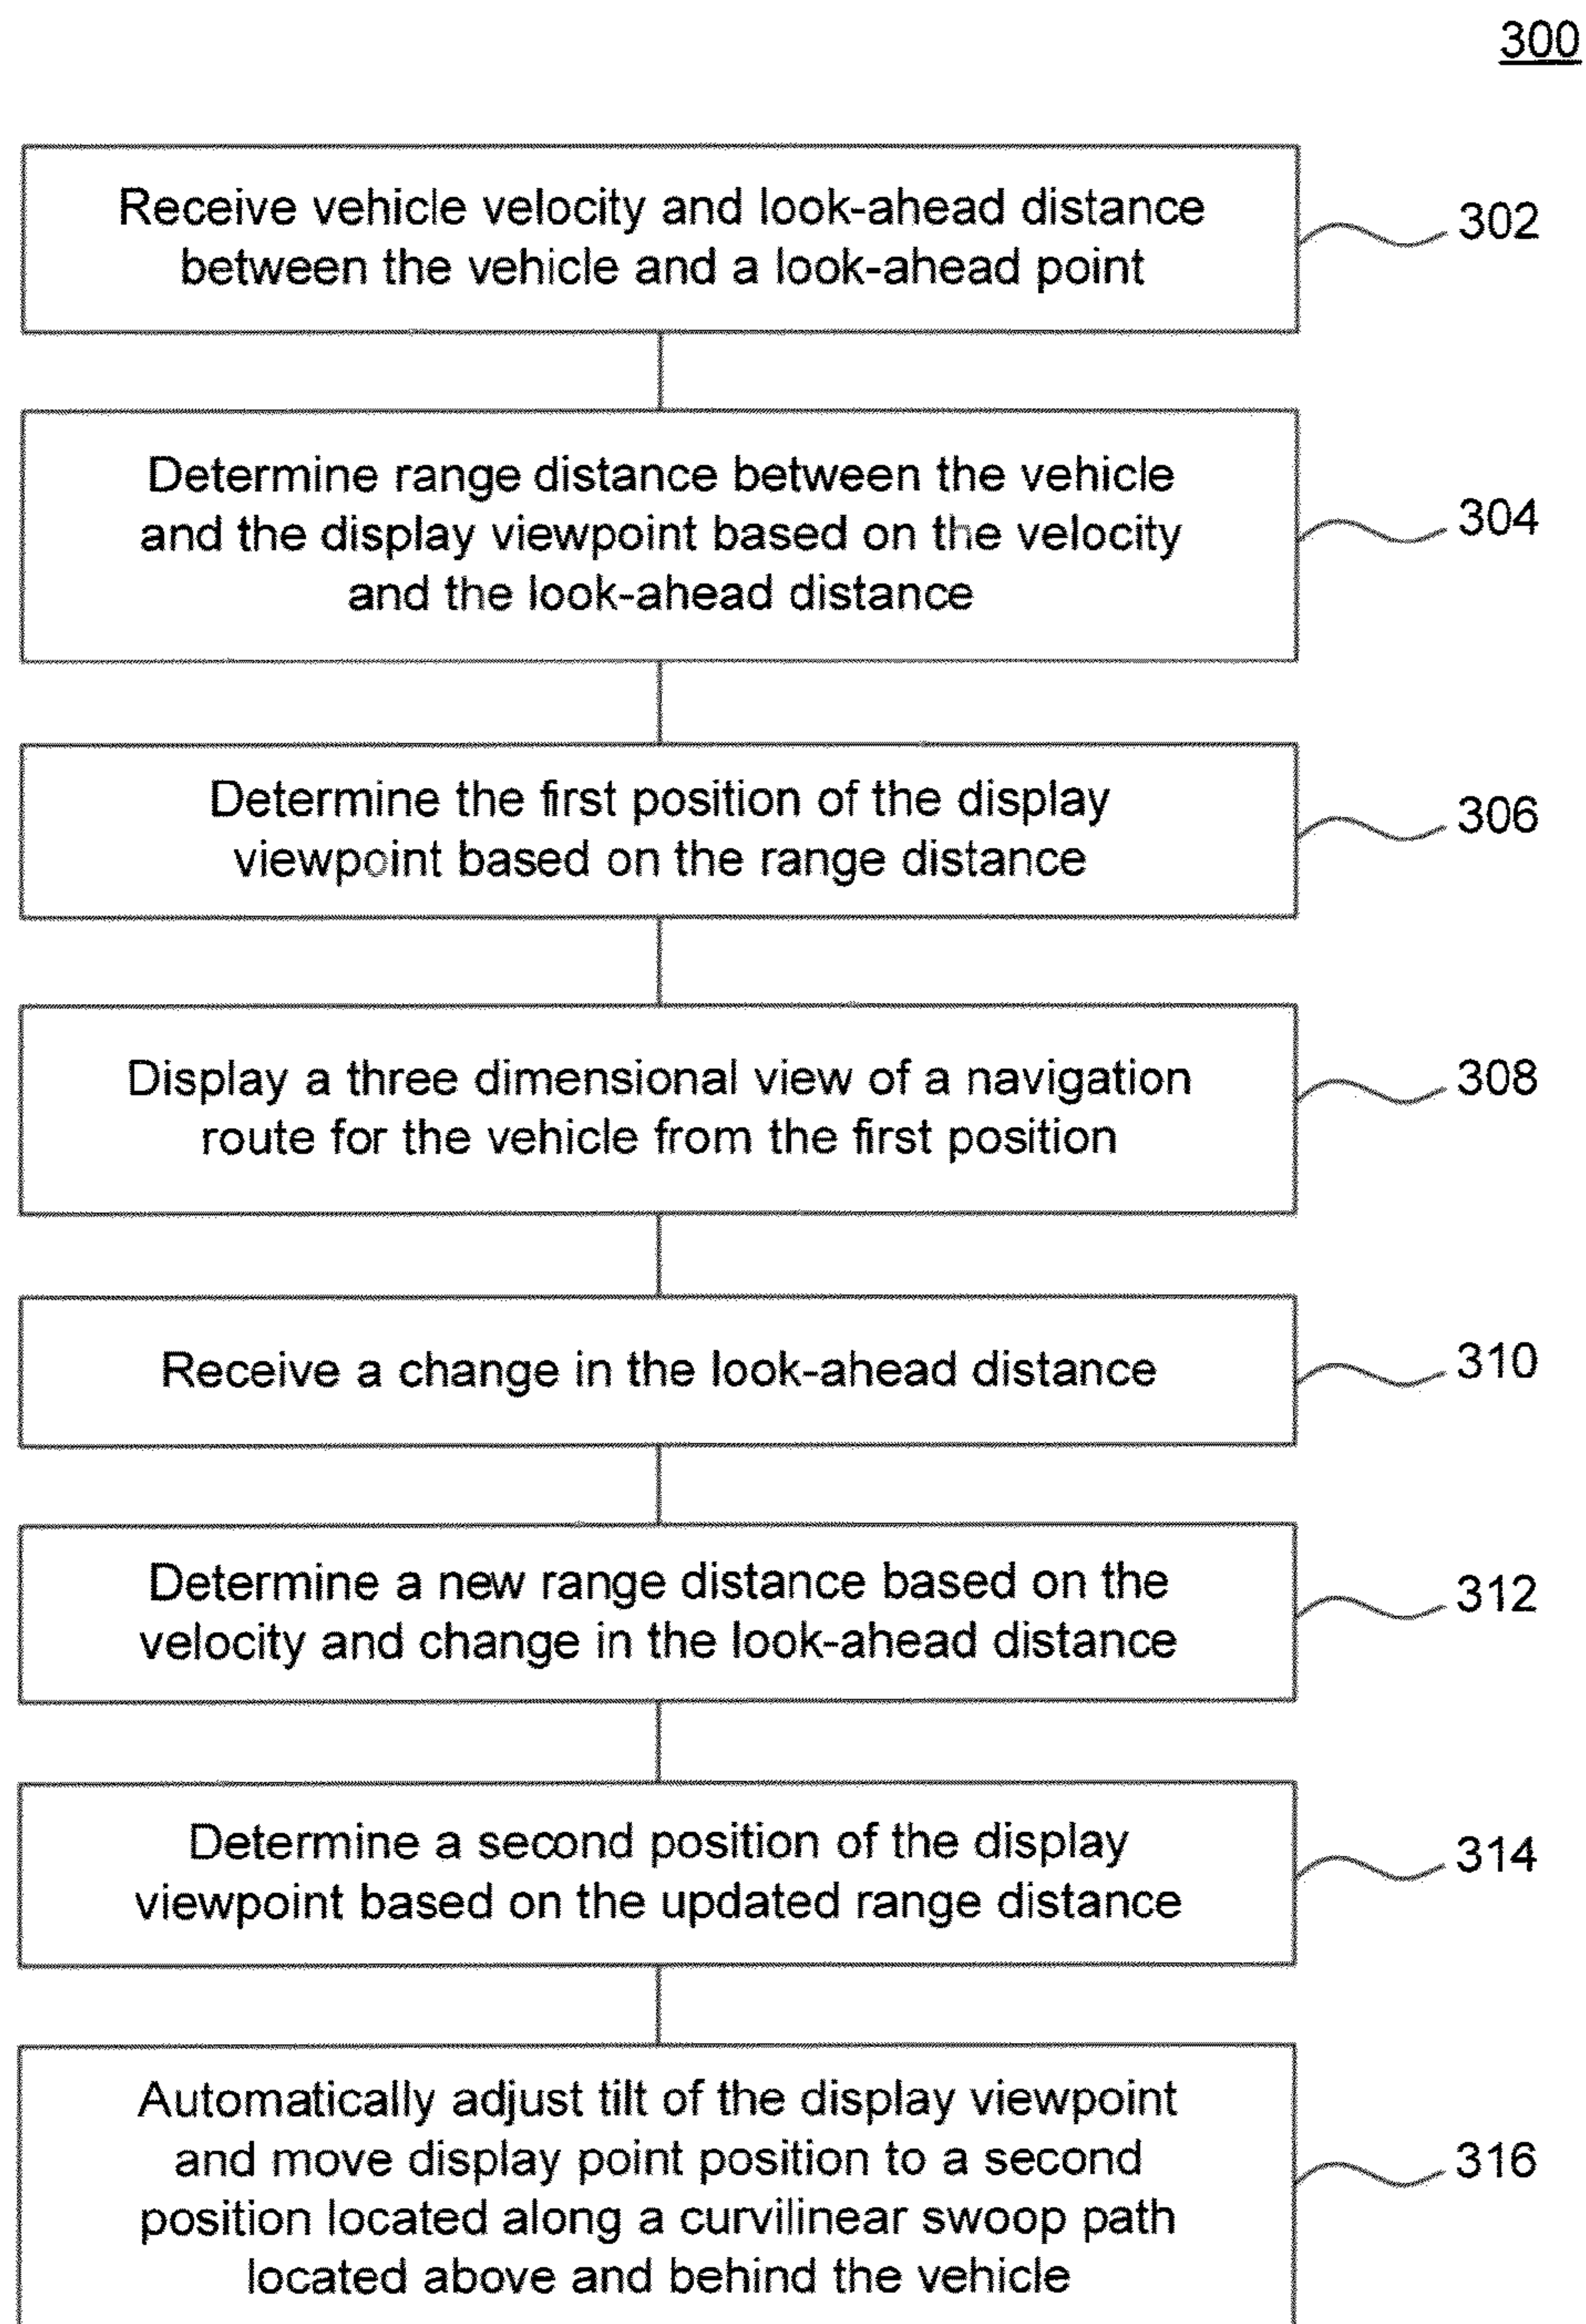 300
Receive vehicle velocity and look-ahead distance
between the vehicle and a look-ahead point
302
Determine range distance between the vehicle
and the display viewpoint based on the velocity
and the look-ahead distance
304
Determine the first position of the display
viewpoint based on the range distance
306
Display a three dimensional view of a navigation
route for the vehicle from the first position
308
Receive a change in the look-ahead distance
310
Determine a new range distance based on the
velocity and change in the look-ahead distance
312
Determine a second position of the display
viewpoint based on the updated range distance
314
Automatically adjust tilt of the display viewpoint
and move display point position to a second
position located along a curvilinear swoop path
located above and behind the vehicle
316